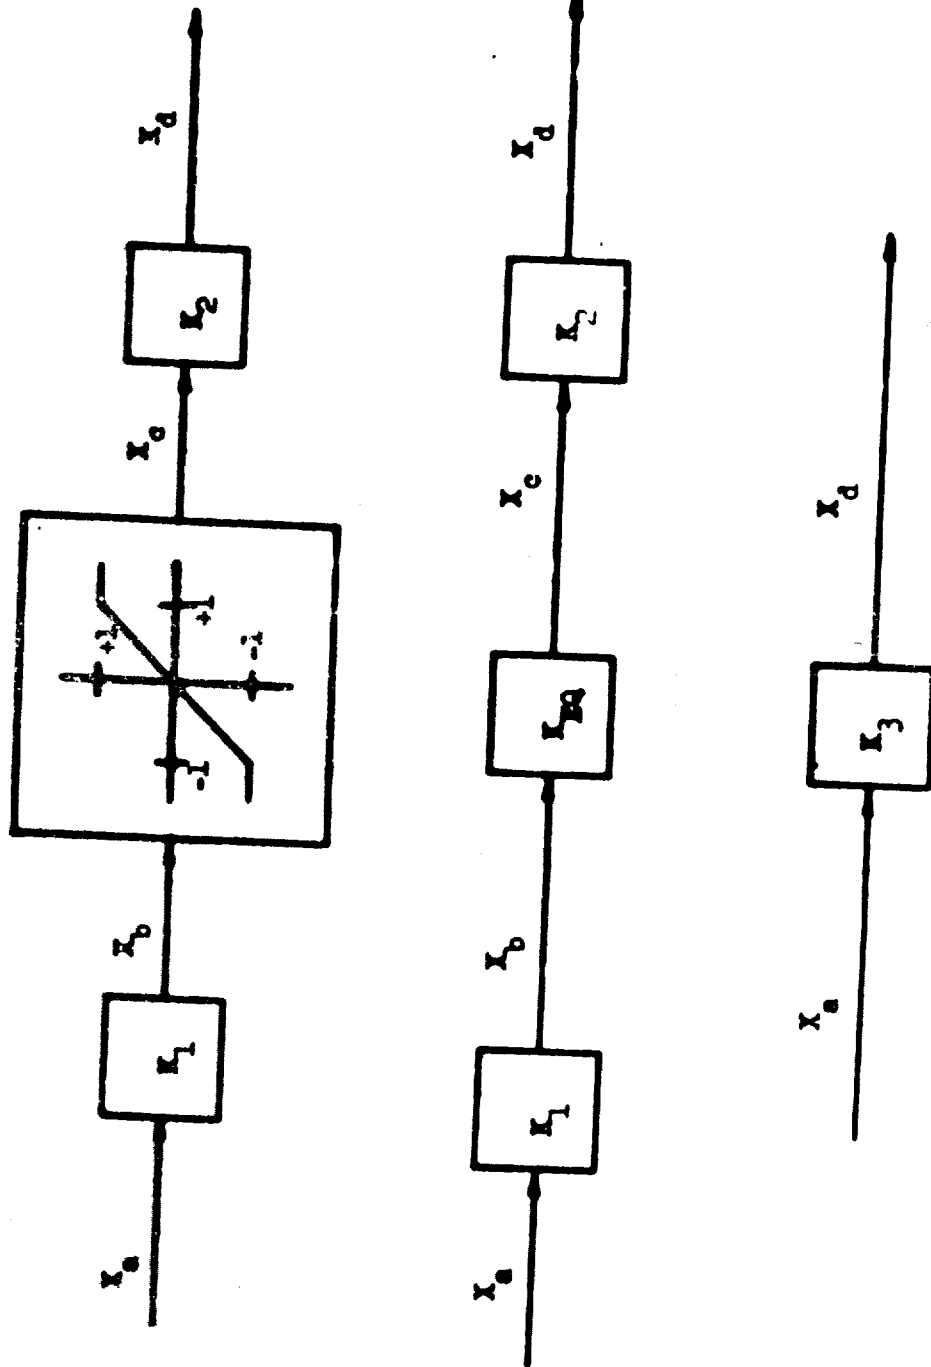 X_a K_1 X_b +1 -1 +1 -1 X_c K_2 X_d
X_a K_1 X_b K_EQ X_c K_2 X_d
X_a K_3 X_d